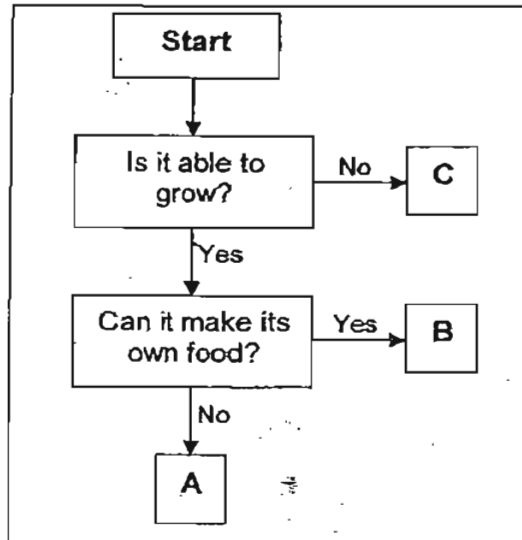 Start
Is it able to
grow?
No
C
Yes
Can it make its
own food?
Yes
B
No
A